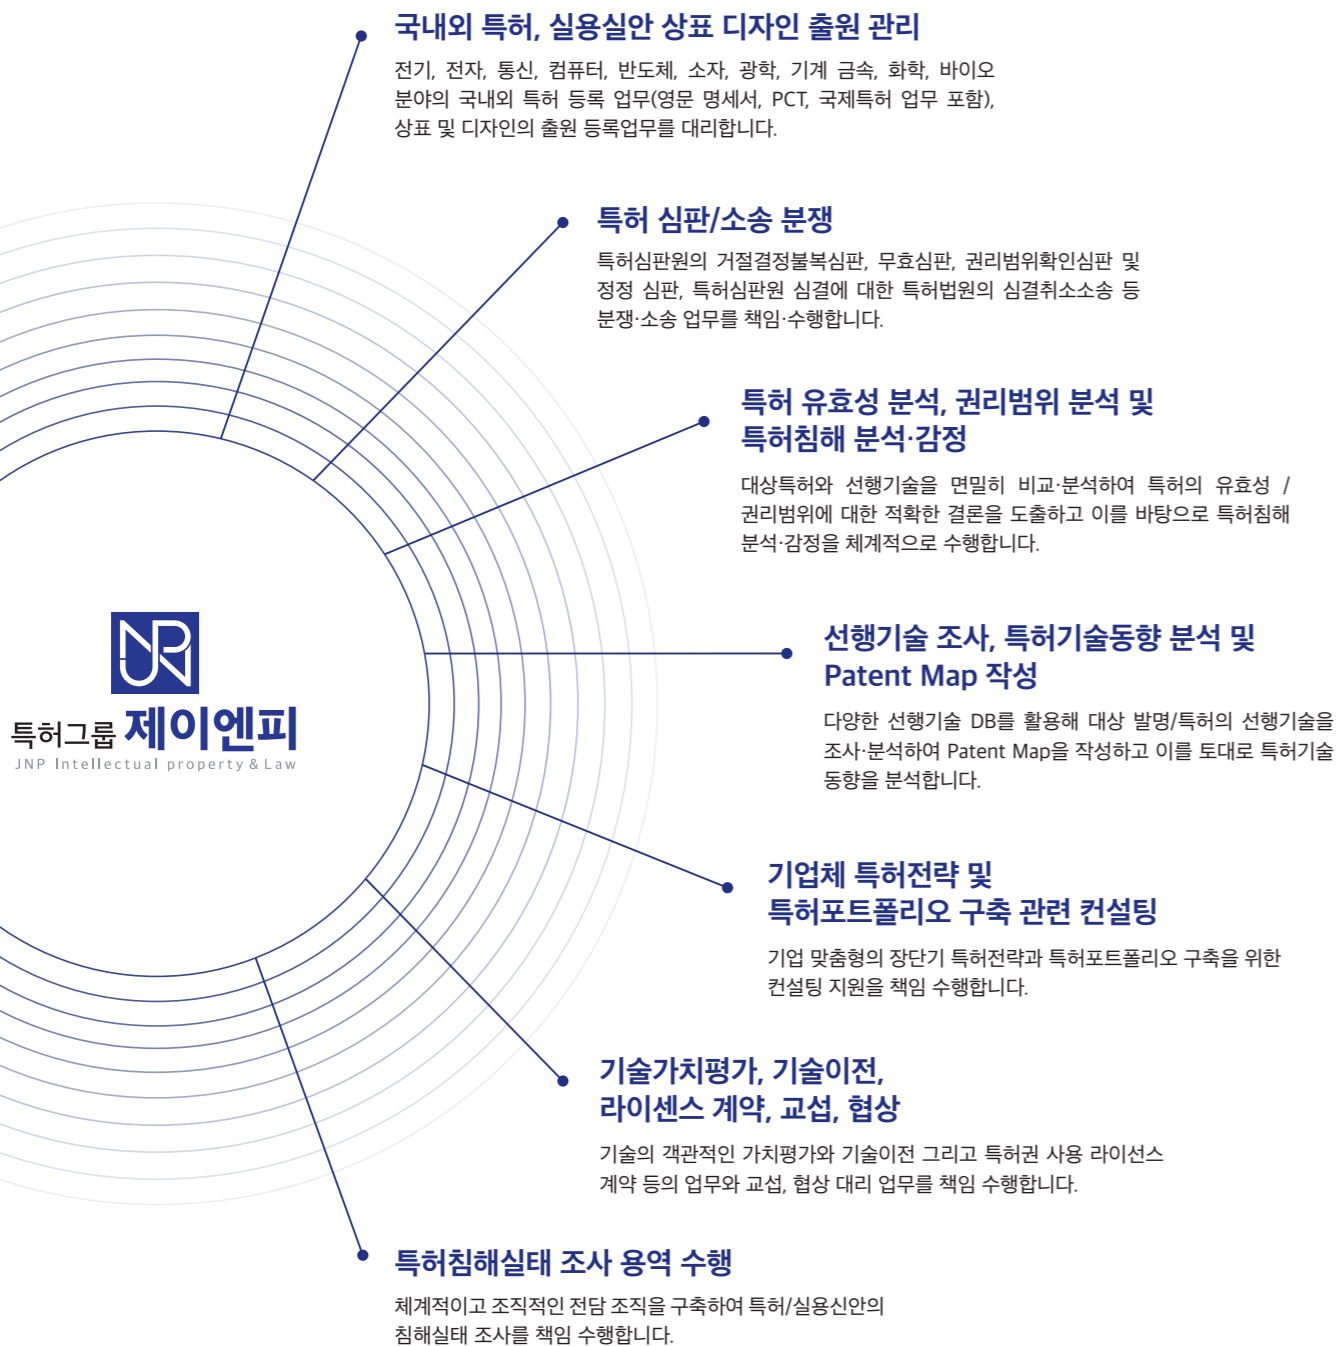 국내외 특허, 실용실안 상표 디자인 출원 관리
전기, 전자, 통신, 컴퓨터, 반도체, 소자, 광학, 기계 금속, 화학, 바이오
분야의 국내외 특허 등록 업무(영문 명세서, PCT, 국제특허 업무 포함),
상표 및 디자인의 출원 등록업무를 대리합니다.
특허 심판/소송 분쟁
특허심판원의 거절결정불복심판, 무효심판, 권리범위확인심판 및
정정 심판, 특허심판원 심결에 대한 특허법원의 심결취소소송 등
분쟁·소송 업무를 책임·수행합니다.
특허 유효성 분석, 권리범위 분석 및
특허침해 분석·감정
대상특허와 선행기술을 면밀히 비교·분석하여 특허의 유효성 /
권리범위에 대한 적확한 결론을 도출하고 이를 바탕으로 특허침해
분석·감정을 체계적으로 수행합니다.
선행기술 조사, 특허기술동향 분석 및
Patent Map 작성
다양한 선행기술 DB를 활용해 대상 발명/특허의 선행기술을
조사·분석하여 Patent Map을 작성하고 이를 토대로 특허기술
동향을 분석합니다.
JNP
특허그룹 제이엔피
JNP Intellectual property & Law
기업체 특허전략 및
특허포트폴리오 구축 관련 컨설팅
기업 맞춤형의 장단기 특허전략과 특허포트폴리오 구축을 위한
컨설팅 지원을 책임 수행합니다.
기술가치평가, 기술이전,
라이센스 계약, 교섭, 협상
기술의 객관적인 가치평가와 기술이전 그리고 특허권 사용 라이선스
계약 등의 업무와 교섭, 협상 대리 업무를 책임 수행합니다.
특허침해실태 조사 용역 수행
체계적이고 조직적인 전담 조직을 구축하여 특허/실용신안의
침해실태 조사를 책임 수행합니다.